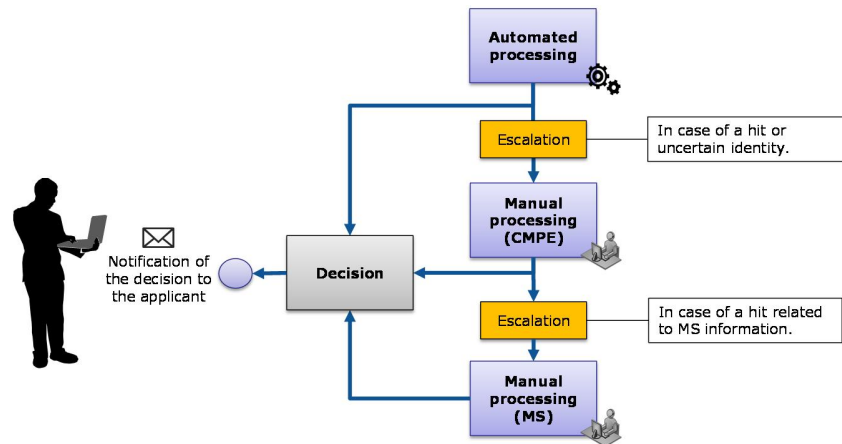 Automated
processing
Escalation
In case of a hit or
uncertain identity.
Manual
processing
(CMPE)
Notification of
the decision to
the applicant
Decision
Escalation
In case of a hit related
to MS information.
Manual
processing
(MS)